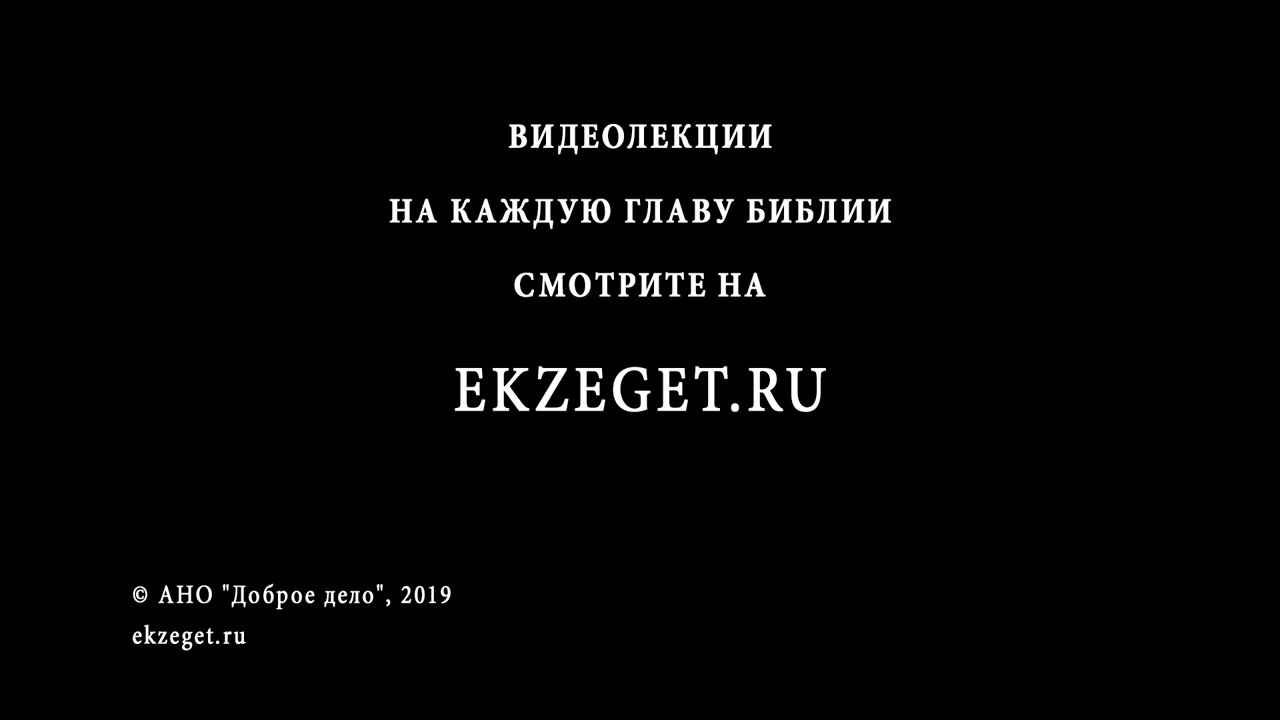 ВИДЕОЛЕКЦИИ
НА КАЖДУЮ ГЛАВУ БИБЛИИ
СМОТРИТЕ НА
EKZEGET.RU
© АНО "Доброе дело", 2019
ekzeget.ru